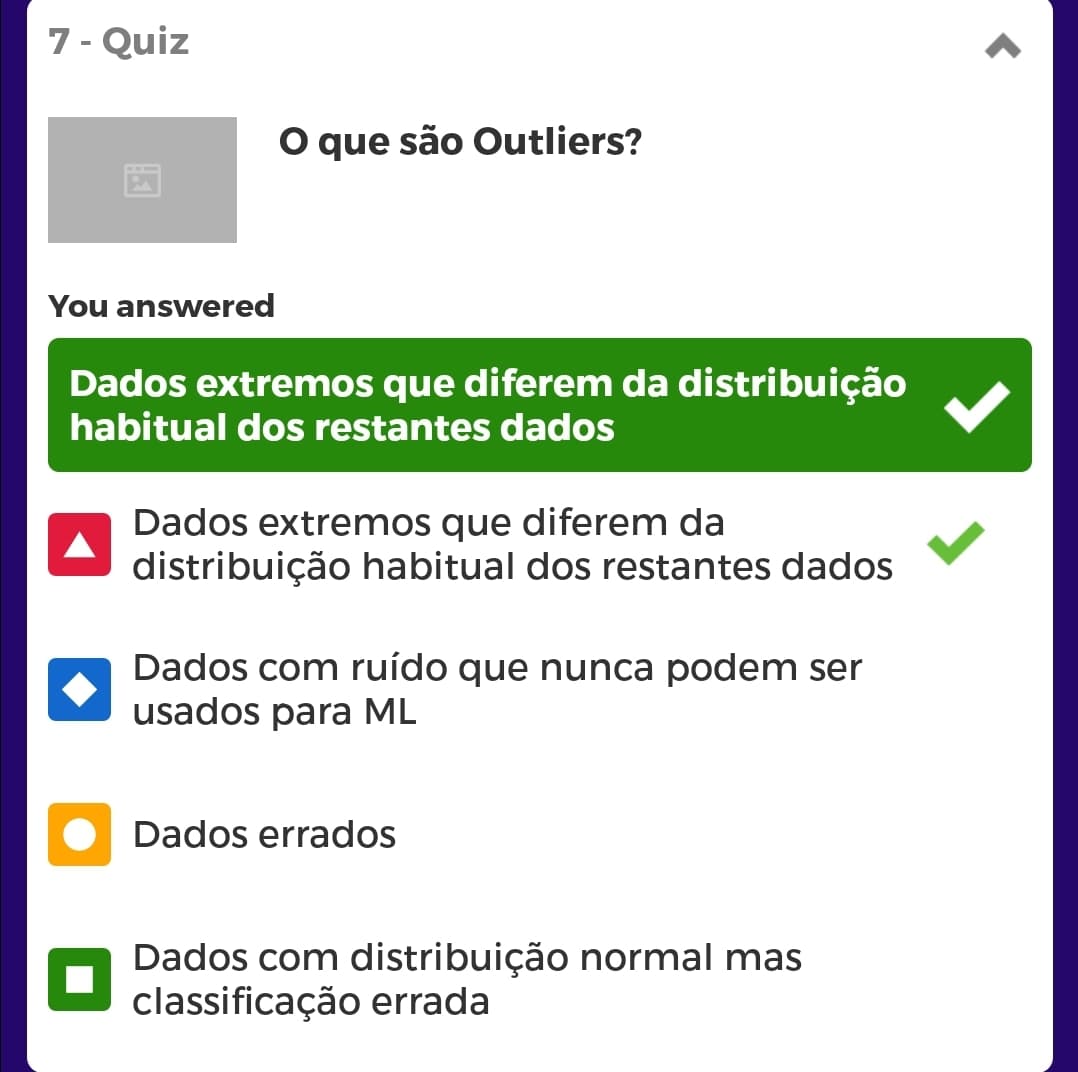 7 - Quiz
O que são Outliers?
You answered
Dados extremos que diferem da distribuição
habitual dos restantes dados
Dados extremos que diferem da
distribuição habitual dos restantes dados
Dados com ruído que nunca podem ser
usados para ML
Dados errados
Dados com distribuição normal mas
classificação errada